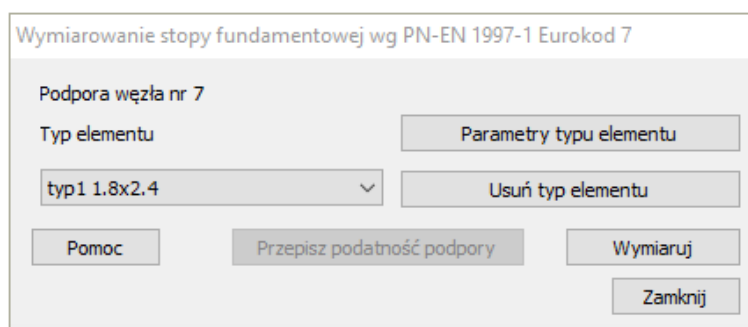 Wymiarowanie stopy fundamentowej wg PN-EN 1997-1 Eurokod 7
Podpora węzła nr 7
Typ elementu
Parametry typu elementu
typ1 1.8x2.4
Usuń typ elementu
Pomoc
Przepisz podatność podpory
Wymiaruj
Zamknij